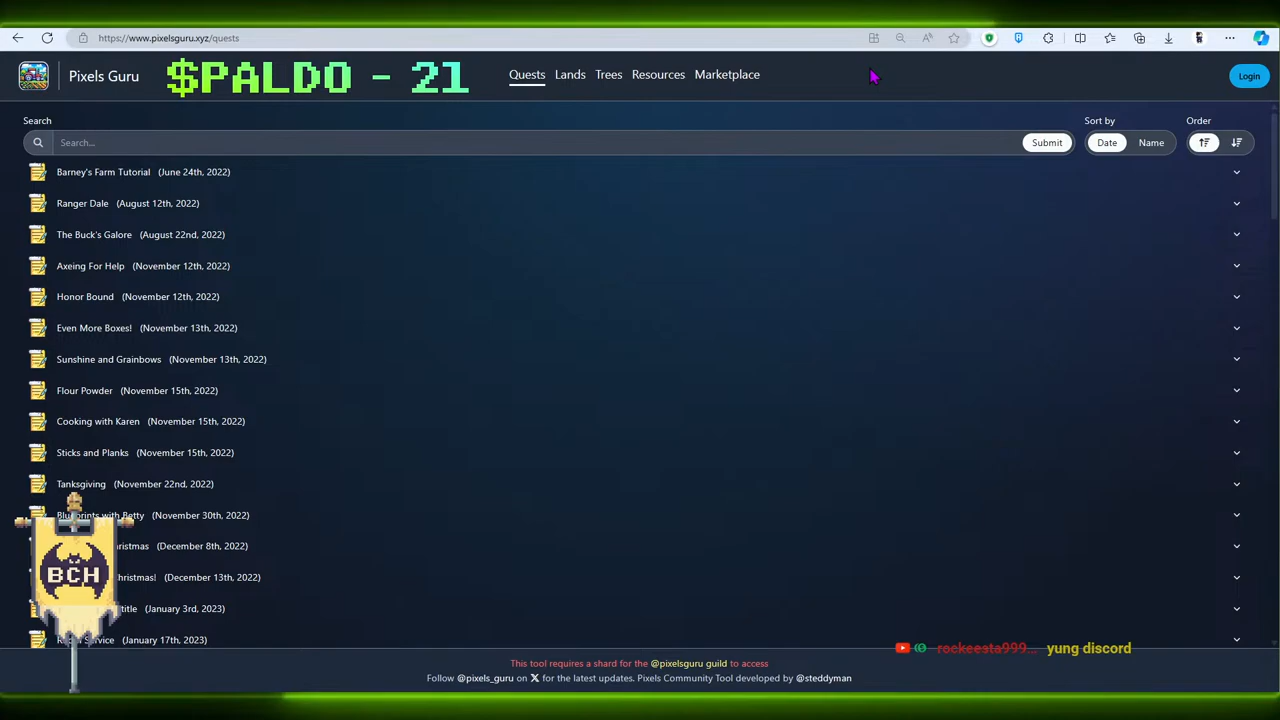 https://www.pixelsguru.xyz/quests
Pixels Guru
$PALDO - 21
Quests
Lands
Trees
Resources
Marketplace
Login
Search
Sort by
Order
Search...
Submit
Date
Name
Barney's Farm Tutorial (June 24th, 2022)
Ranger Dale (August 12th, 2022)
The Buck's Galore (August 22nd, 2022)
Axeing For Help (November 12th, 2022)
Honor Bound (November 12th, 2022)
Even More Boxes! (November 13th, 2022)
Sunshine and Grainbows (November 13th, 2022)
Flour Powder (November 15th, 2022)
Cooking with Karen (November 15th, 2022)
Sticks and Planks (November 15th, 2022)
Tanksgiving (November 22nd, 2022)
with Betty (November 30th, 2022)
(December 8th, 2022)
BCH
(December 13th, 2022)
(January 3rd, 2023)
Service (January 17th, 2023)
rockeesta999... yung discord
This tool requires a shard for the @pixelsguru guild to access
Follow @pixels_guru on X for the latest updates. Pixels Community Tool developed by @steddyman